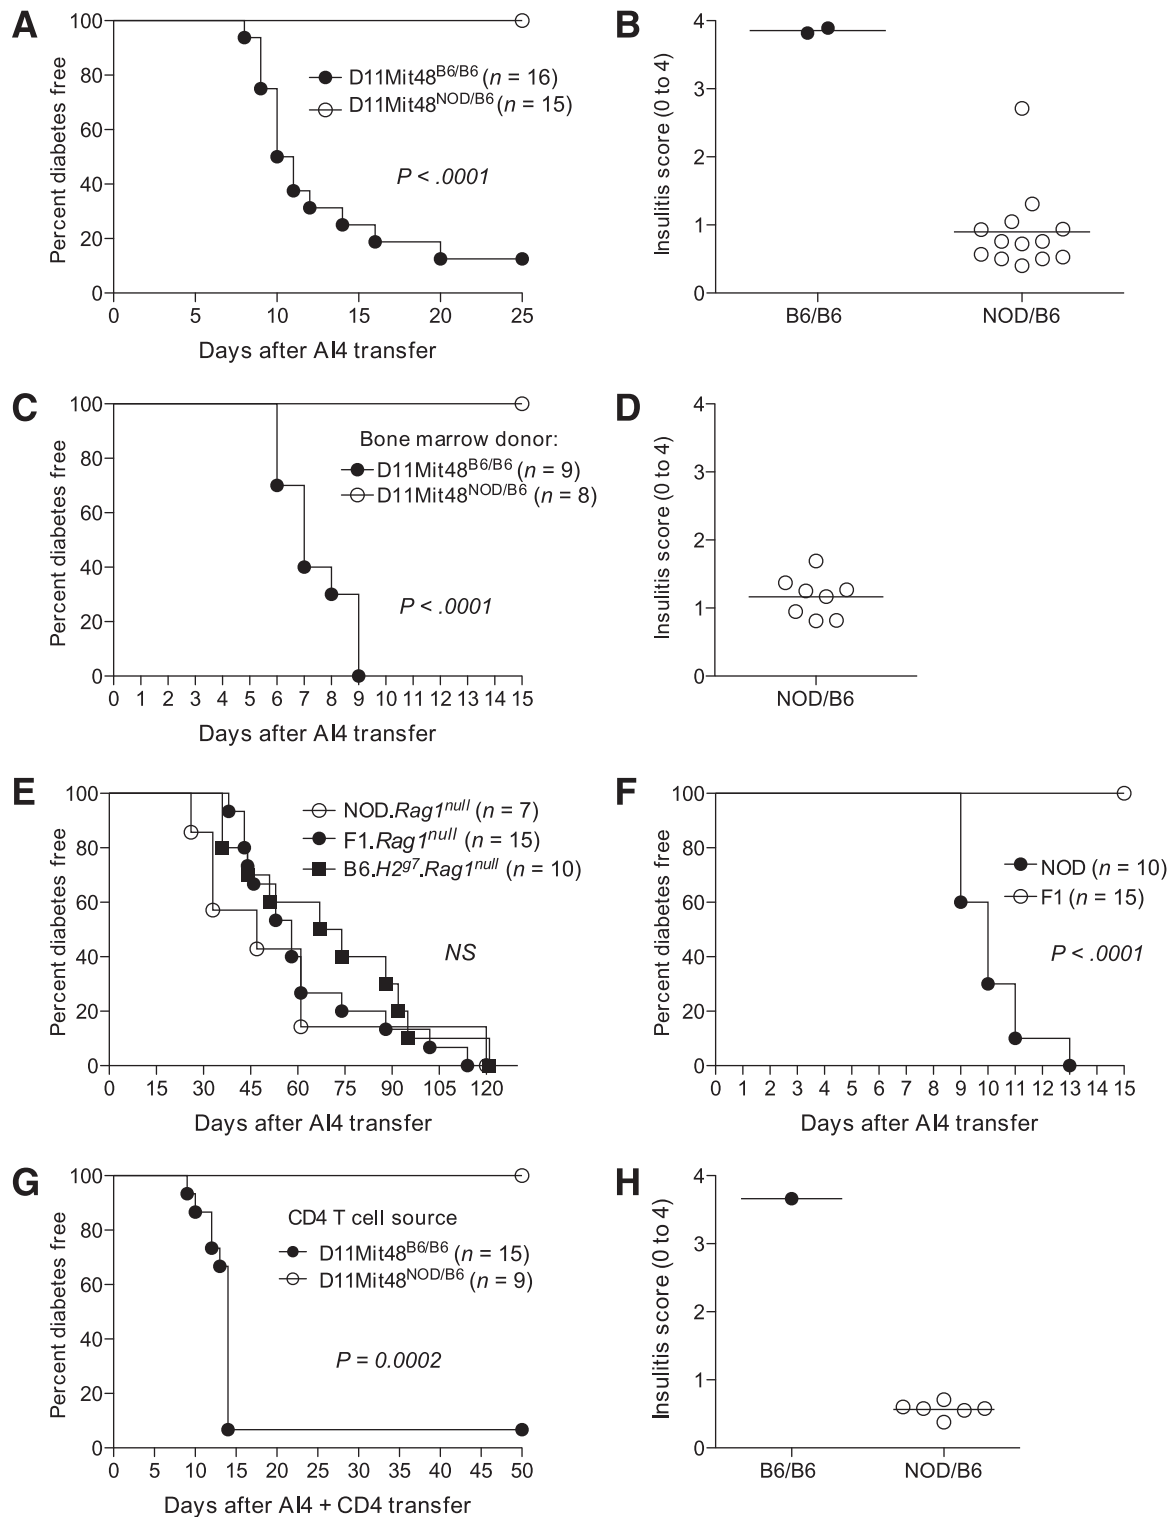 A
Percent diabetes free
100
80
60
40
20
0
D11Mit48B6/B6 (n = 16)
D11Mit48NOD/B6 (n = 15)
P < .0001
0 5 10 15 20 25
Days after AI4 transfer
B
Insulitis score (0 to 4)
4
3
2
1
0
B6/B6 NOD/B6
C
Percent diabetes free
100
80
60
40
20
0
Bone marrow donor:
D11Mit48B6/B6 (n = 9)
D11Mit48NOD/B6 (n = 8)
P < .0001
0 1 2 3 4 5 6 7 8 9 10 11 12 13 14 15
Days after AI4 transfer
D
Insulitis score (0 to 4)
4
3
2
1
0
NOD/B6
E
Percent diabetes free
100
80
60
40
20
0
NOD.Rag1null (n = 7)
F1.Rag1null (n = 15)
B6.H2g7.Rag1null (n = 10)
NS
0 15 30 45 60 75 90 105 120
Days after AI4 transfer
F
Percent diabetes free
100
80
60
40
20
0
NOD (n = 10)
F1 (n = 15)
P < .0001
0 1 2 3 4 5 6 7 8 9 10 11 12 13 14 15
Days after AI4 transfer
G
Percent diabetes free
100
80
60
40
20
0
CD4 T cell source
D11Mit48B6/B6 (n = 15)
D11Mit48NOD/B6 (n = 9)
P = 0.0002
0 5 10 15 20 25 30 35 40 45 50
Days after AI4 + CD4 transfer
H
Insulitis score (0 to 4)
4
3
2
1
0
B6/B6 NOD/B6